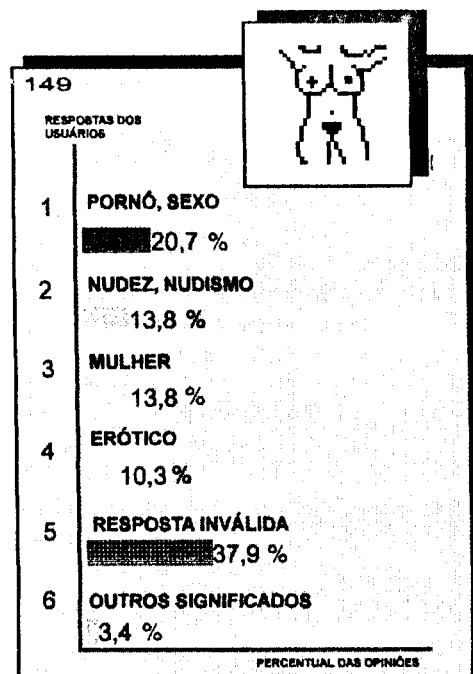 149
RESPOSTAS DOS
USUÁRIOS
1 PORNÔ, SEXO
20,7 %
2 NUDEZ, NUDISMO
13,8 %
3 MULHER
13,8 %
4 ERÓTICO
10,3 %
5 RESPOSTA INVÁLIDA
37,9 %
6 OUTROS SIGNIFICADOS
3,4 %
PERCENTUAL DAS OPINIÕES